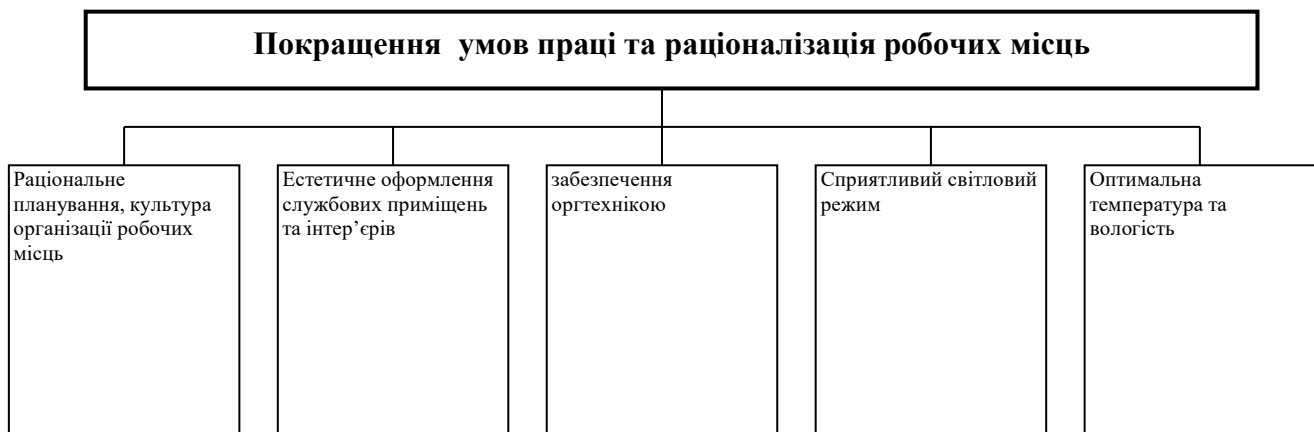 Покращення умов праці та раціоналізація робочих місць
Раціональне
планування, культура
організації робочих
місць
Естетичне оформлення
службових приміщень
та інтер’єрів
забезпечення
оргтехнікою
Сприятливий світловий
режим
Оптимальна
температура та
вологість